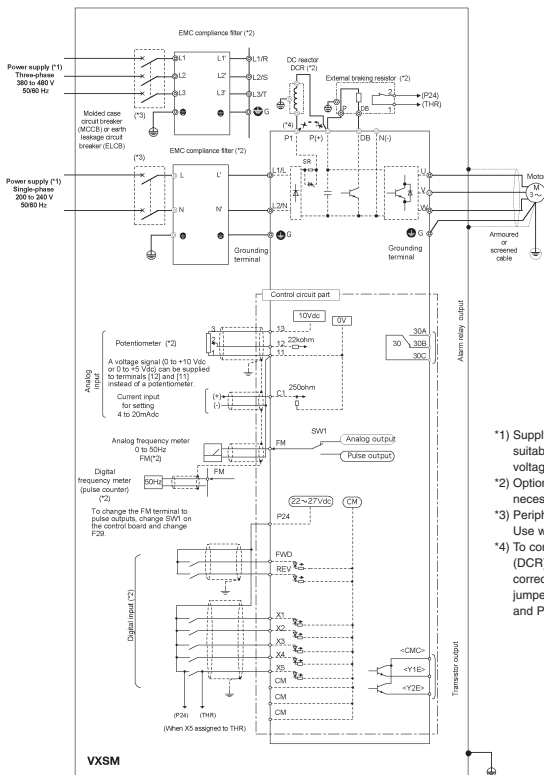 EMC compliance filter (*2)
Power supply (*1)
Three-phase
380 to 480 V
50/60 Hz
L1 L1' L1/R
L2 L2' L2/S
L3 L3' L3/T
G
(*3)
Molded case
circuit breaker
(MCCB) or earth
leakage circuit
breaker (ELCB)
DC reactor
DCR (*2)
External braking resistor (*2)
2
(P24)
(THR)
1
P DB
(*4)
P1 P(+) DB N(-)
(*3)
EMC compliance filter (*2)
Power supply (*1)
Single-phase
200 to 240 V
50/60 Hz
L L' L1/L
N N' L2/N
G
SR
U
V
W
G
Motor
M
3~
Grounding
terminal
Grounding
terminal
Armoured
or
screened
cable
Control circuit part
10Vdc
0V
Analog
input
Potentiometer (*2)
3 13
2 12 22kohm
1 11
A voltage signal (0 to +10 Vdc
or 0 to +5 Vdc) can be supplied
to terminals [12] and [11]
instead of a potentiometer.
Current input
for setting
4 to 20mAdc
(+)
(-)
C1
250ohm
30
30A
30B
30C
Alarm relay output
Analog frequency meter
0 to 50Hz
FM(*2)
FM
SW1
Analog output
Pulse output
Digital
frequency meter
(pulse counter)
(*2)
50Hz
FM
To change the FM terminal to
pulse outputs, change SW1 on
the control board and change
F29.
22~27Vdc
CM
P24
Digital input (*2)
FWD
REV
X1
X2
X3
X4
X5
CM
CM
CM
(P24) (THR)
(When X5 assigned to THR)
<CMC>
<Y1E>
<Y2E>
Transistor output
VXSM
*1) Suppl
suitab
voltag
*2) Option
neces
*3) Periph
Use w
*4) To con
(DCR)
correc
jumpe
and P